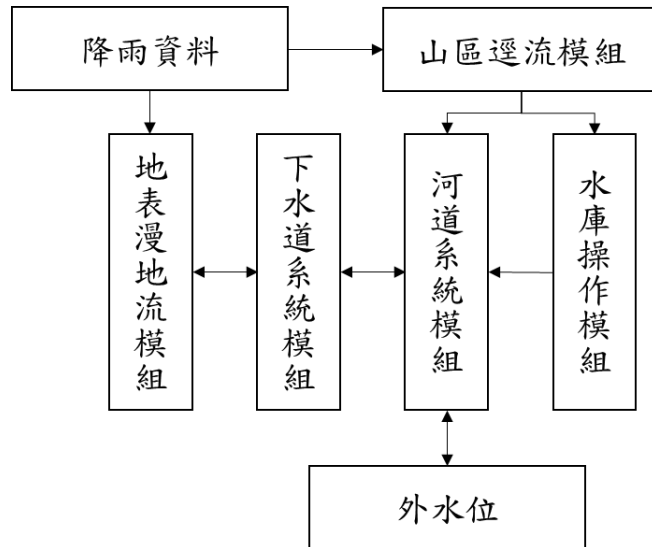 降雨資料
山區逕流模組
地表漫地流模組
下水道系統模組
河道系統模組
水庫操作模組
外水位